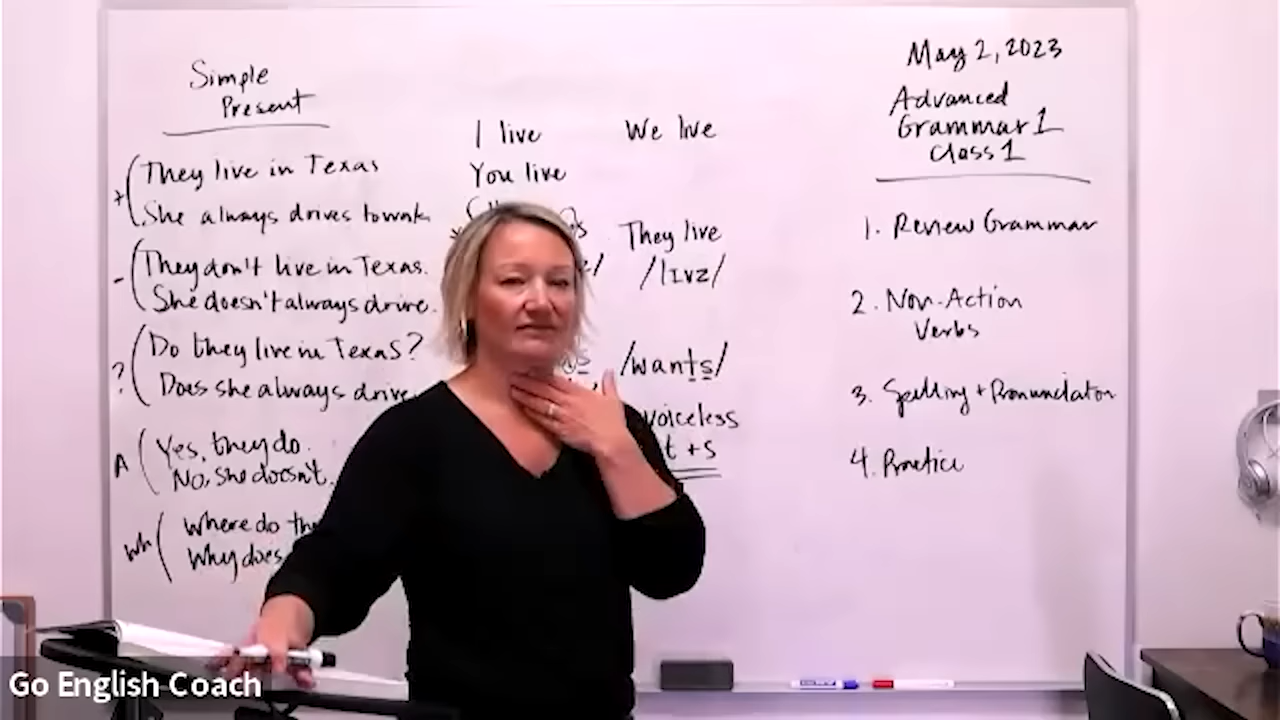 Simple
Present
+ They live in Texas
She always drives
- They don't live in Texas.
She doesn't always drive.
? Do they live in Texas?
Does she always drive
A Yes, they do.
No, she doesn't.
Wh Where do
Why does
I live
You live
We live
They live
/lɪvz/
/wants/
voiceless
t + s
May 2, 2023
Advanced
Grammar 1
Class 1
1. Review Grammar
2. Non-Action
Verbs
3. Spelling + Pronunciation
4. Practice
Go English Coach